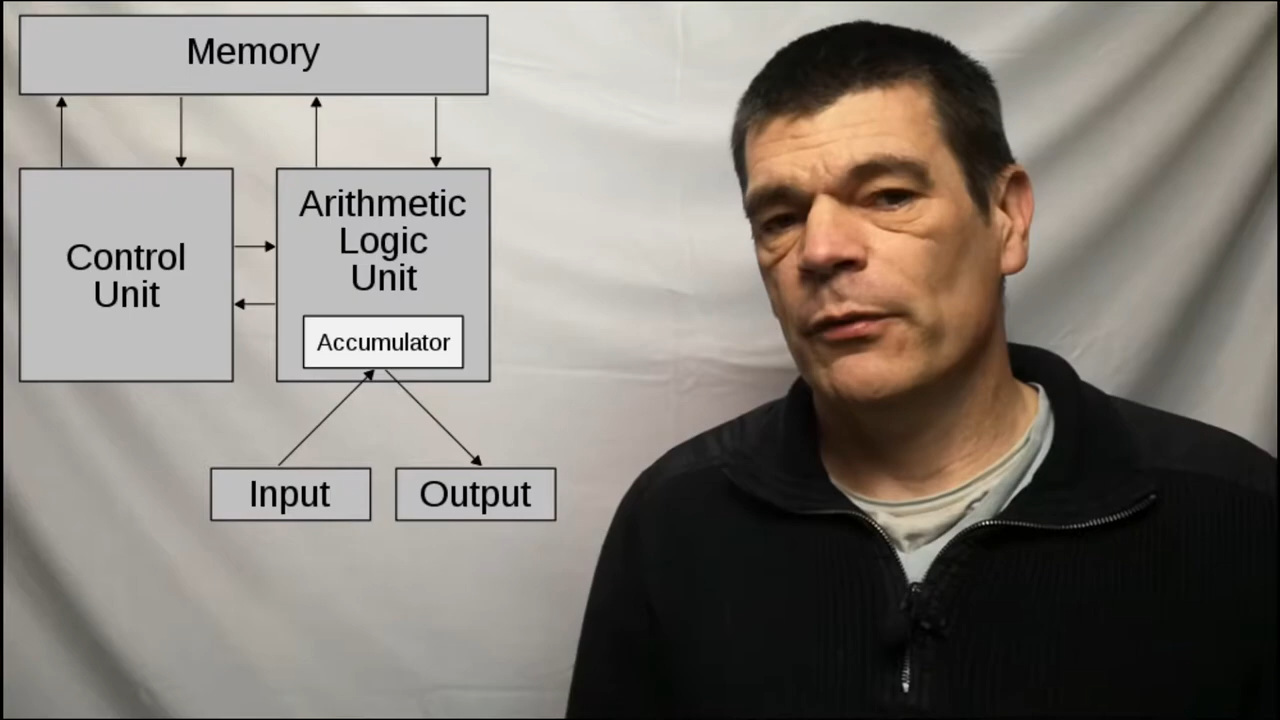 Memory
Control
Unit
Arithmetic
Logic
Unit
Accumulator
Input
Output